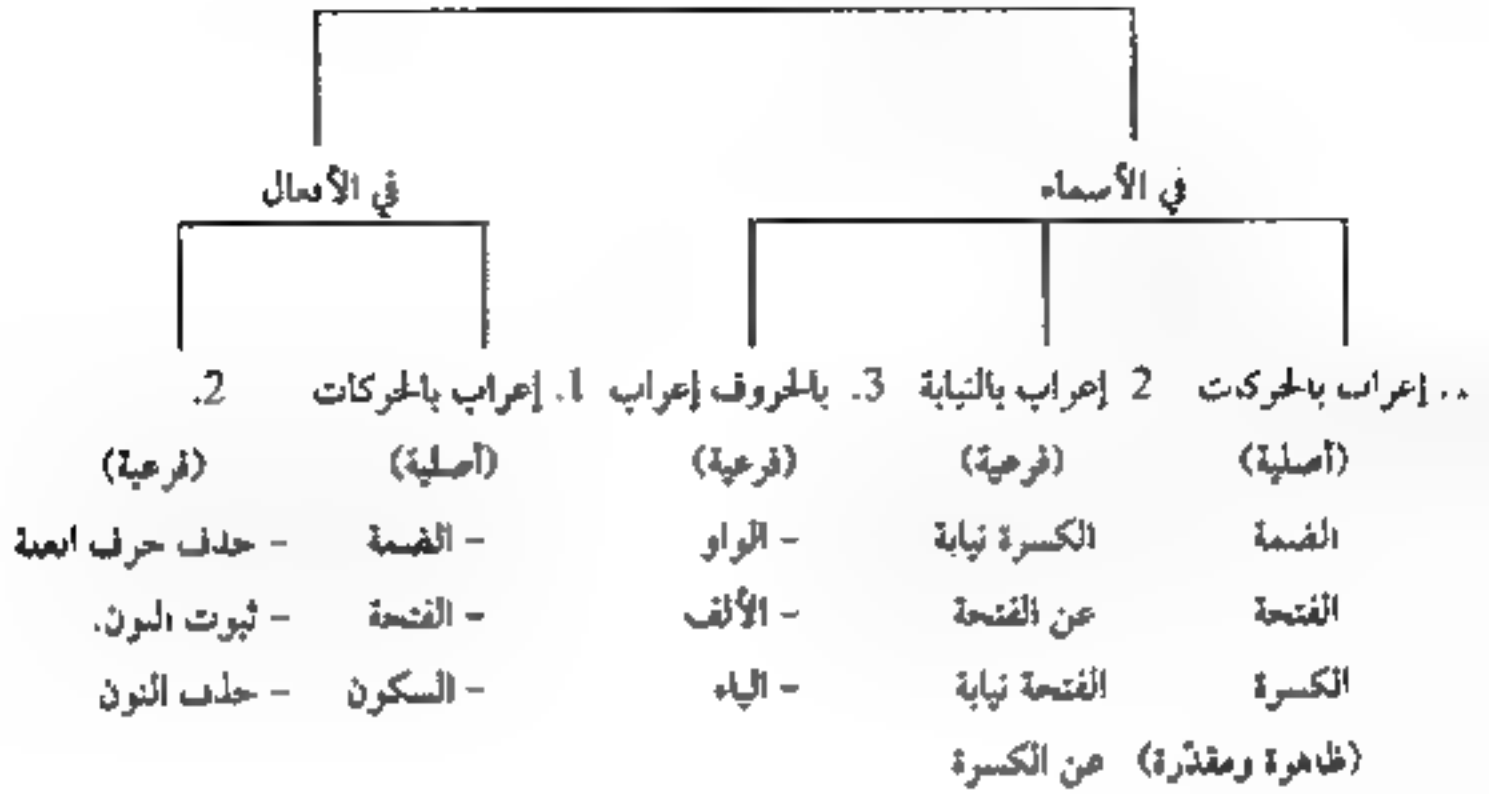 في الأسماء في الأفعال
.. إعراب بالحركات 2 إعراب بالنيابة 3. بالحروف إعراب 1. إعراب بالحركات 2.
(أصلية) (فرعية) (فرعية) (أصلية) (فرعية)
الضمة الكسرة نيابة - الواو - الضمة - حذف حرف العلة
الفتحة عن الفتحة - الألف - الفتحة - ثبوت النون.
الكسرة الفتحة نيابة - الياء - السكون - حذف النون
(ظاهرة ومقدّرة) عن الكسرة